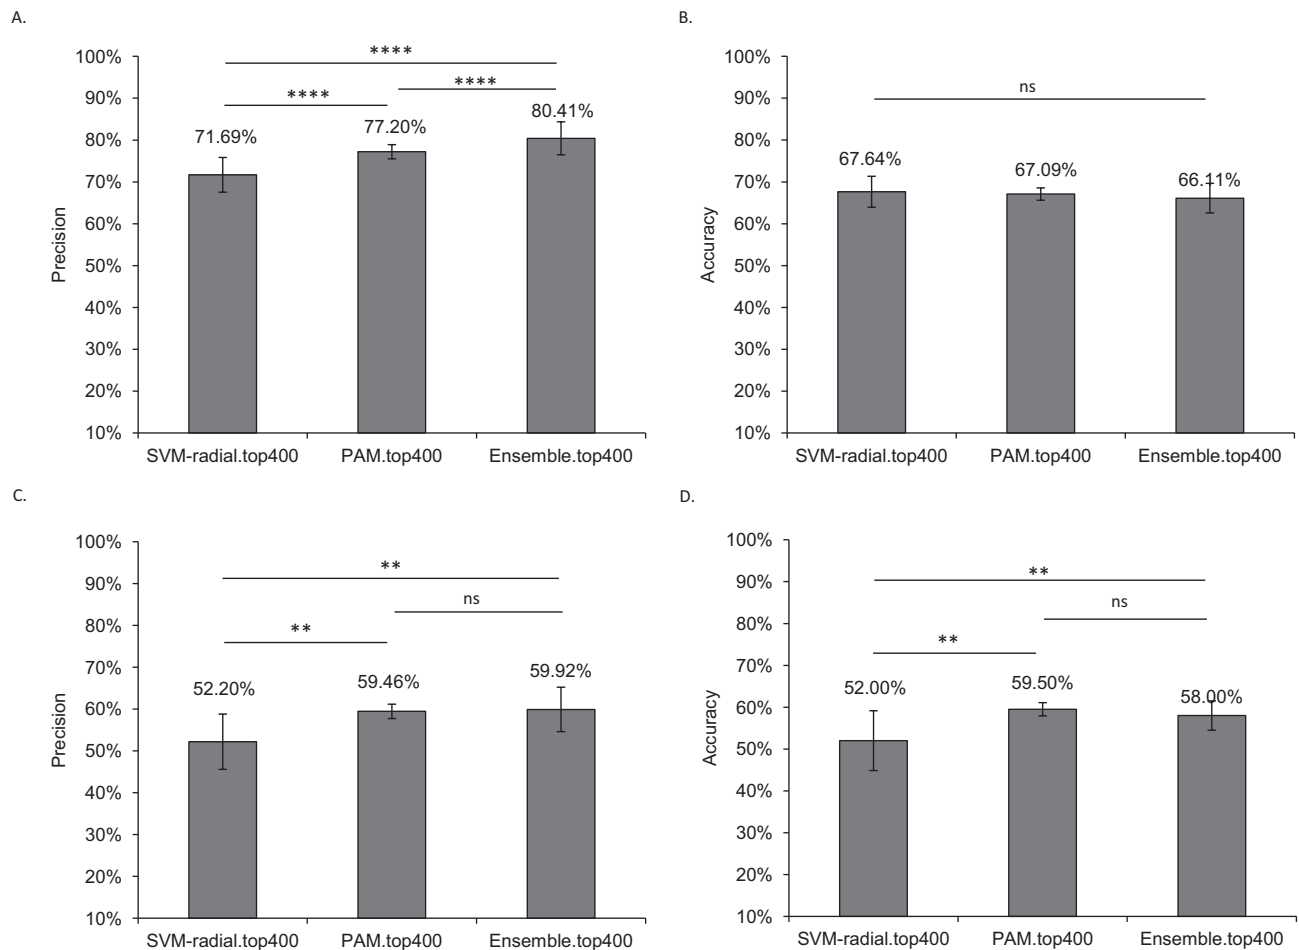 A.
100%
90%
80%
70%
60%
50%
40%
30%
20%
10%
Precision
****
****
****
71.69%
77.20%
80.41%
SVM-radial.top400
PAM.top400
Ensemble.top400
B.
100%
90%
80%
70%
60%
50%
40%
30%
20%
10%
Accuracy
ns
67.64%
67.09%
66.11%
SVM-radial.top400
PAM.top400
Ensemble.top400
C.
100%
90%
80%
70%
60%
50%
40%
30%
20%
10%
Precision
**
ns
**
52.20%
59.46%
59.92%
SVM-radial.top400
PAM.top400
Ensemble.top400
D.
100%
90%
80%
70%
60%
50%
40%
30%
20%
10%
Accuracy
**
ns
**
52.00%
59.50%
58.00%
SVM-radial.top400
PAM.top400
Ensemble.top400